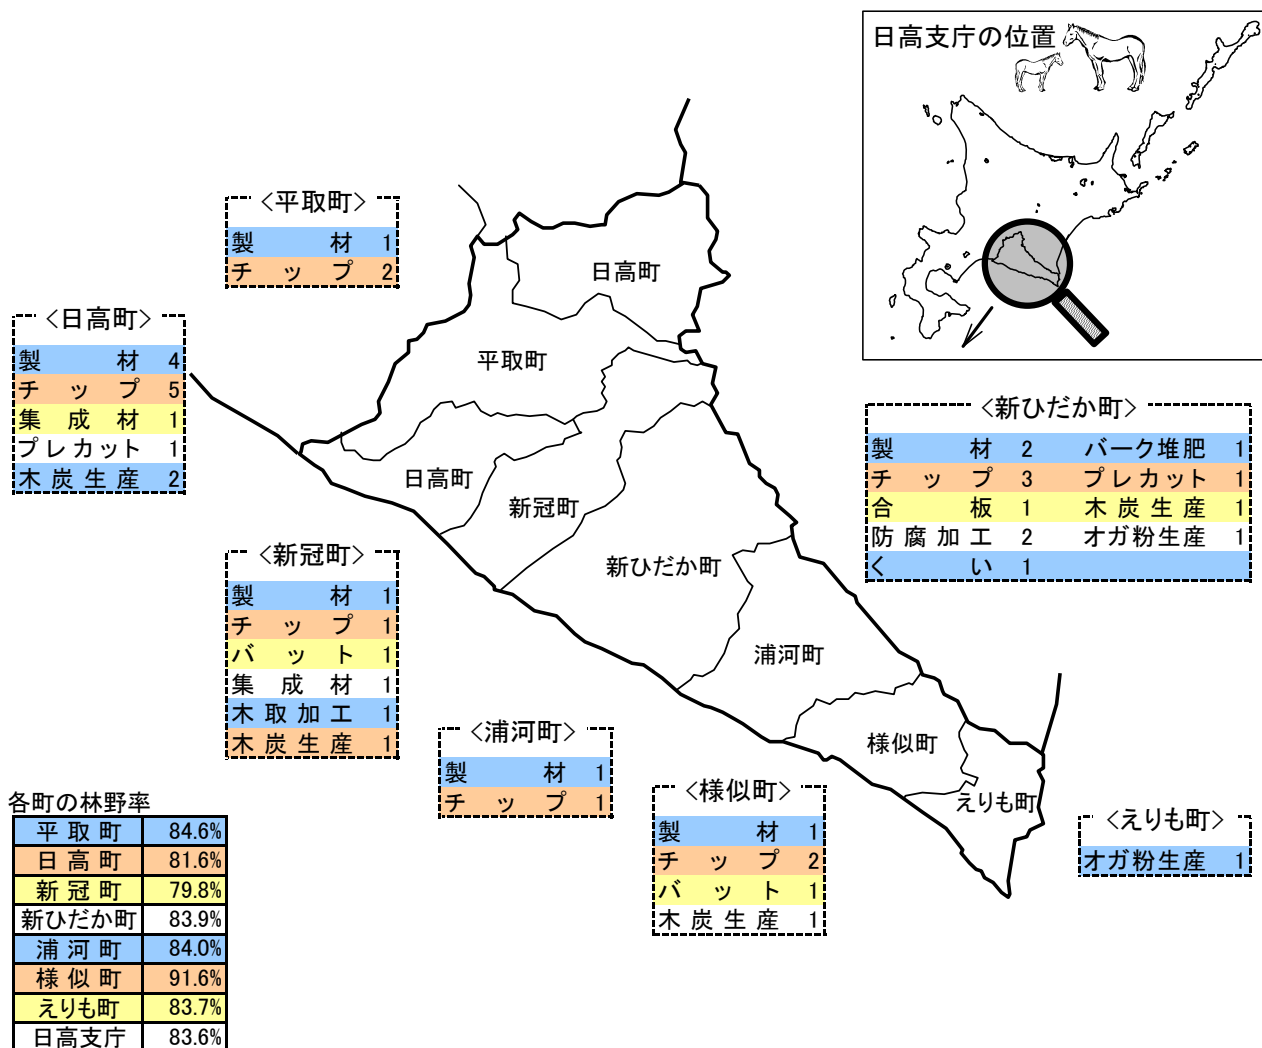 日高支庁の位置
<平取町>
製材 1
チップ 2
<日高町>
製材 4
チップ 5
集成材 1
プレカット 1
木炭生産 2
日高町
平取町
日高町
新冠町
新ひだか町
浦河町
様似町
えりも町
<新ひだか町>
製材 2 バーク堆肥 1
チップ 3 プレカット 1
合板 1 木炭生産 1
防腐加工 2 オガ粉生産 1
くい 1
<新冠町>
製材 1
チップ 1
バット 1
集成材 1
木取加工 1
木炭生産 1
<浦河町>
製材 1
チップ 1
<様似町>
製材 1
チップ 2
バット 1
木炭生産 1
<えりも町>
オガ粉生産 1
各町の林野率
平取町 84.6%
日高町 81.6%
新冠町 79.8%
新ひだか町 83.9%
浦河町 84.0%
様似町 91.6%
えりも町 83.7%
日高支庁 83.6%